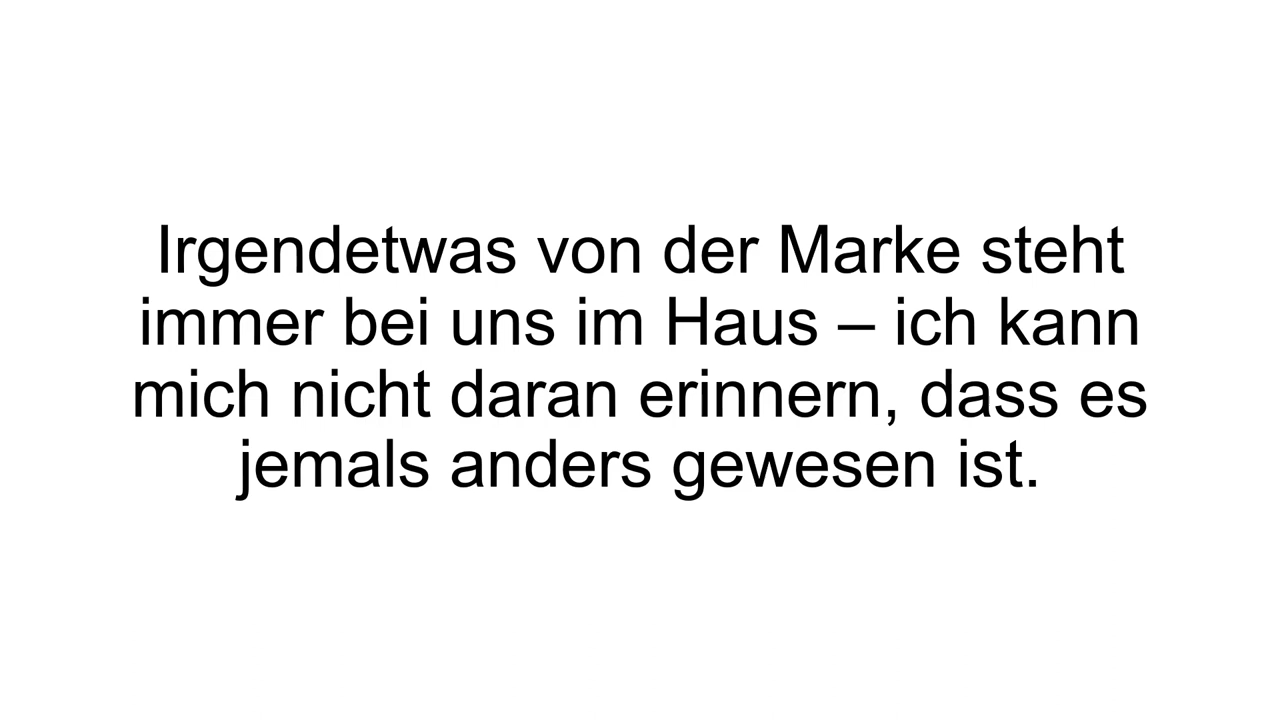 Irgendetwas von der Marke steht
immer bei uns im Haus – ich kann
mich nicht daran erinnern, dass es
jemals anders gewesen ist.